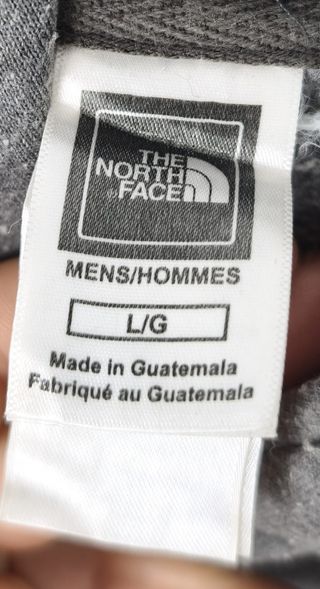 THE
NORTH
FACE
MENS/HOMMES
L/G
Made in Guatemala
Fabriqué au Guatemala